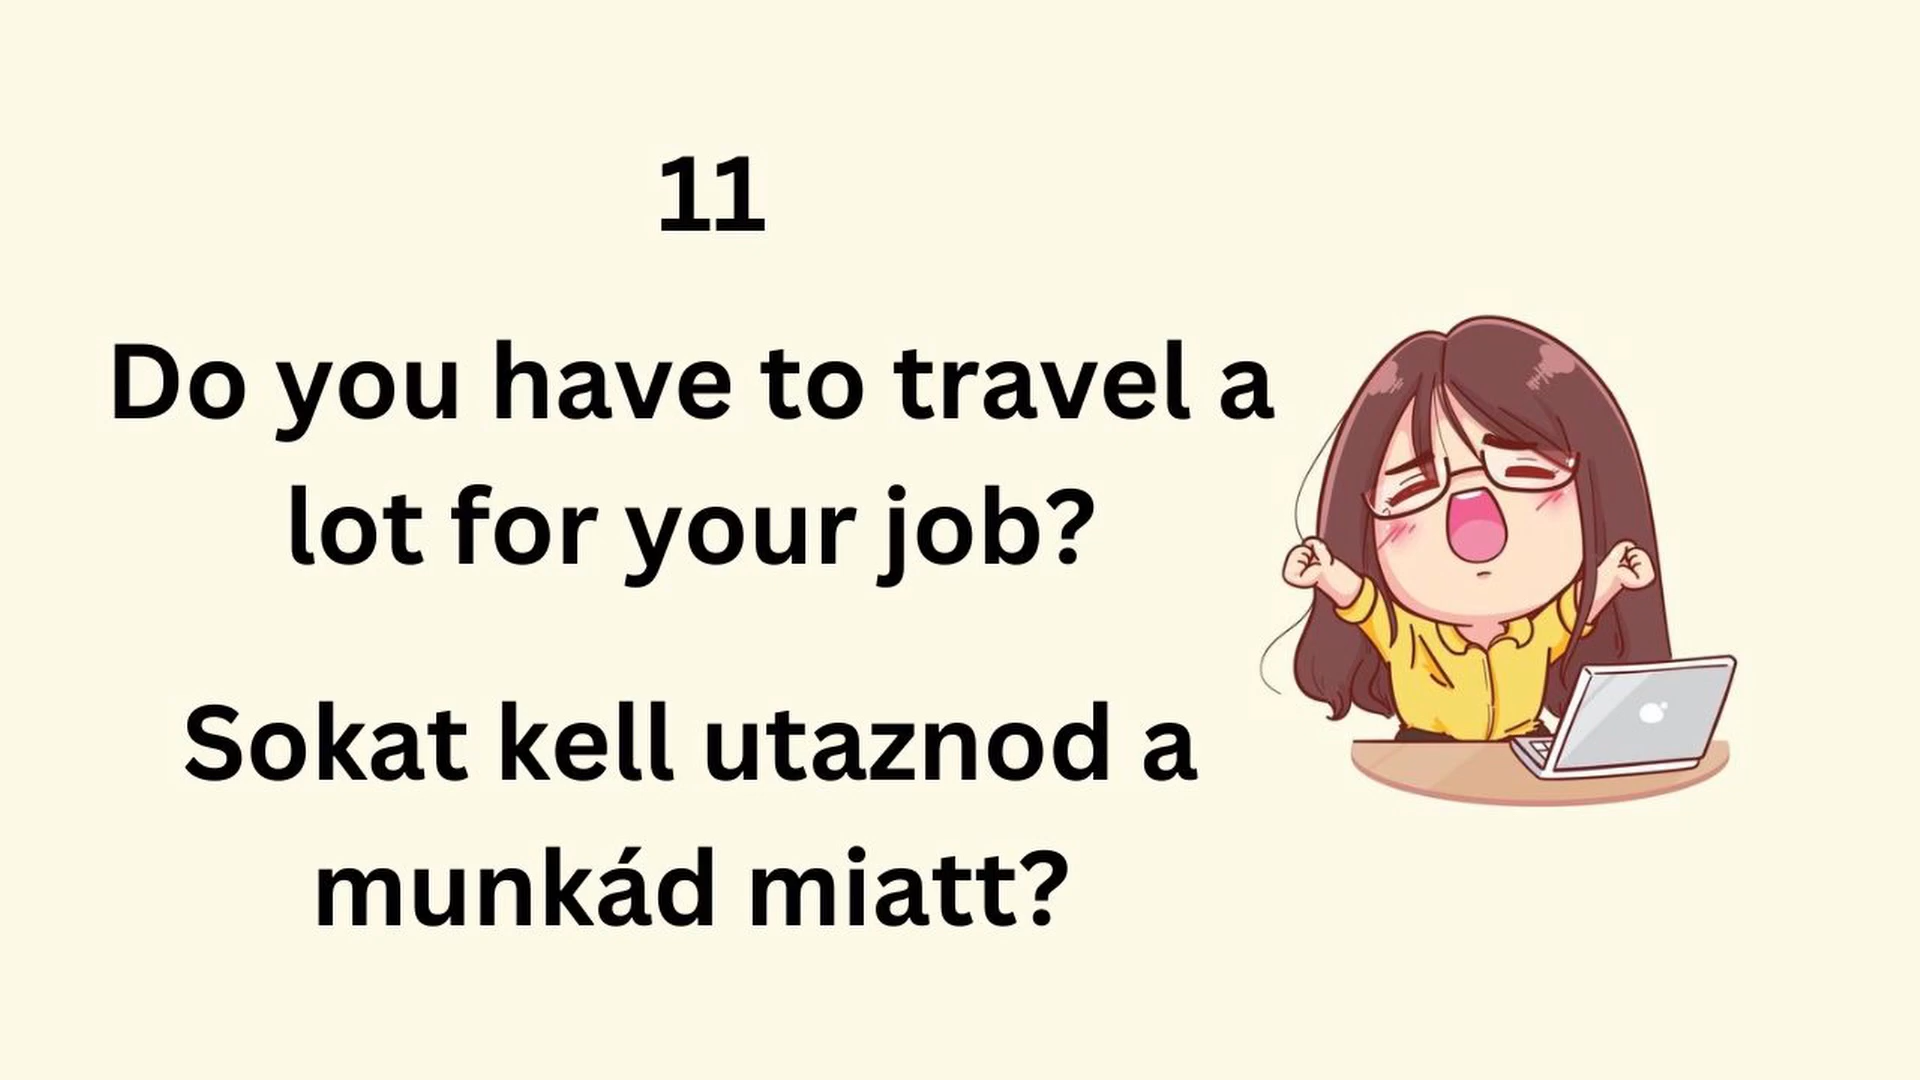 11
Do you have to travel a
lot for your job?
Sokat kell utaznod a
munkád miatt?